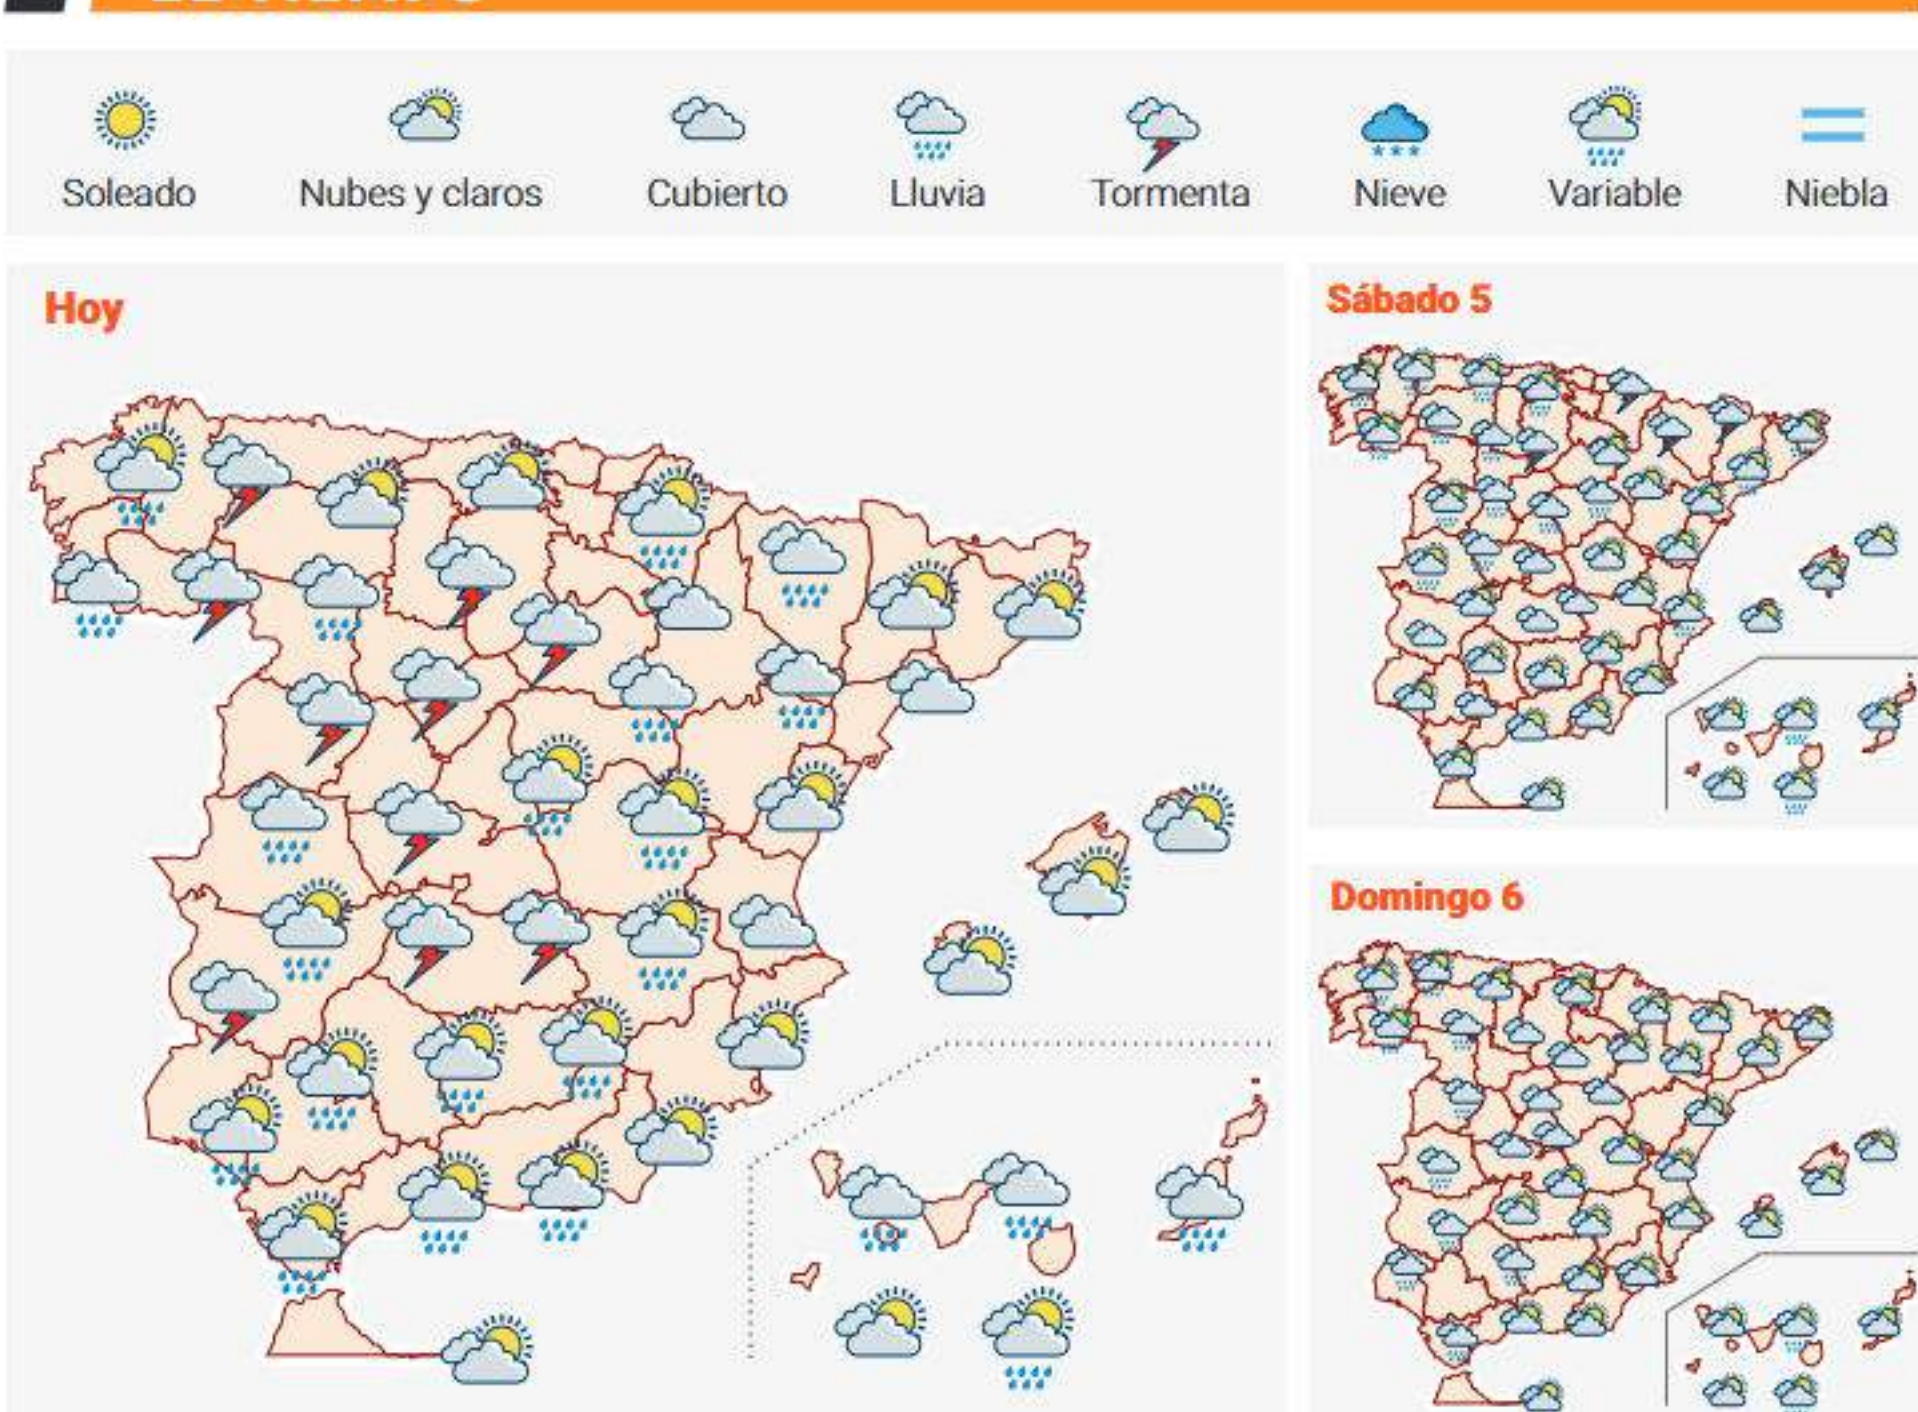 Soleado
Nubes y claros
Cubierto
Lluvia
Tormenta
Nieve
Variable
Niebla
Hoy
Sábado 5
Domingo 6